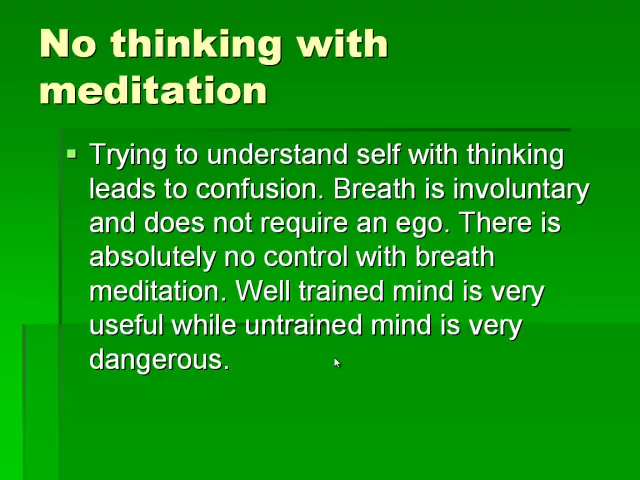 No thinking with
meditation
Trying to understand self with thinking
leads to confusion. Breath is involuntary
and does not require an ego. There is
absolutely no control with breath
meditation. Well trained mind is very
useful while untrained mind is very
dangerous.